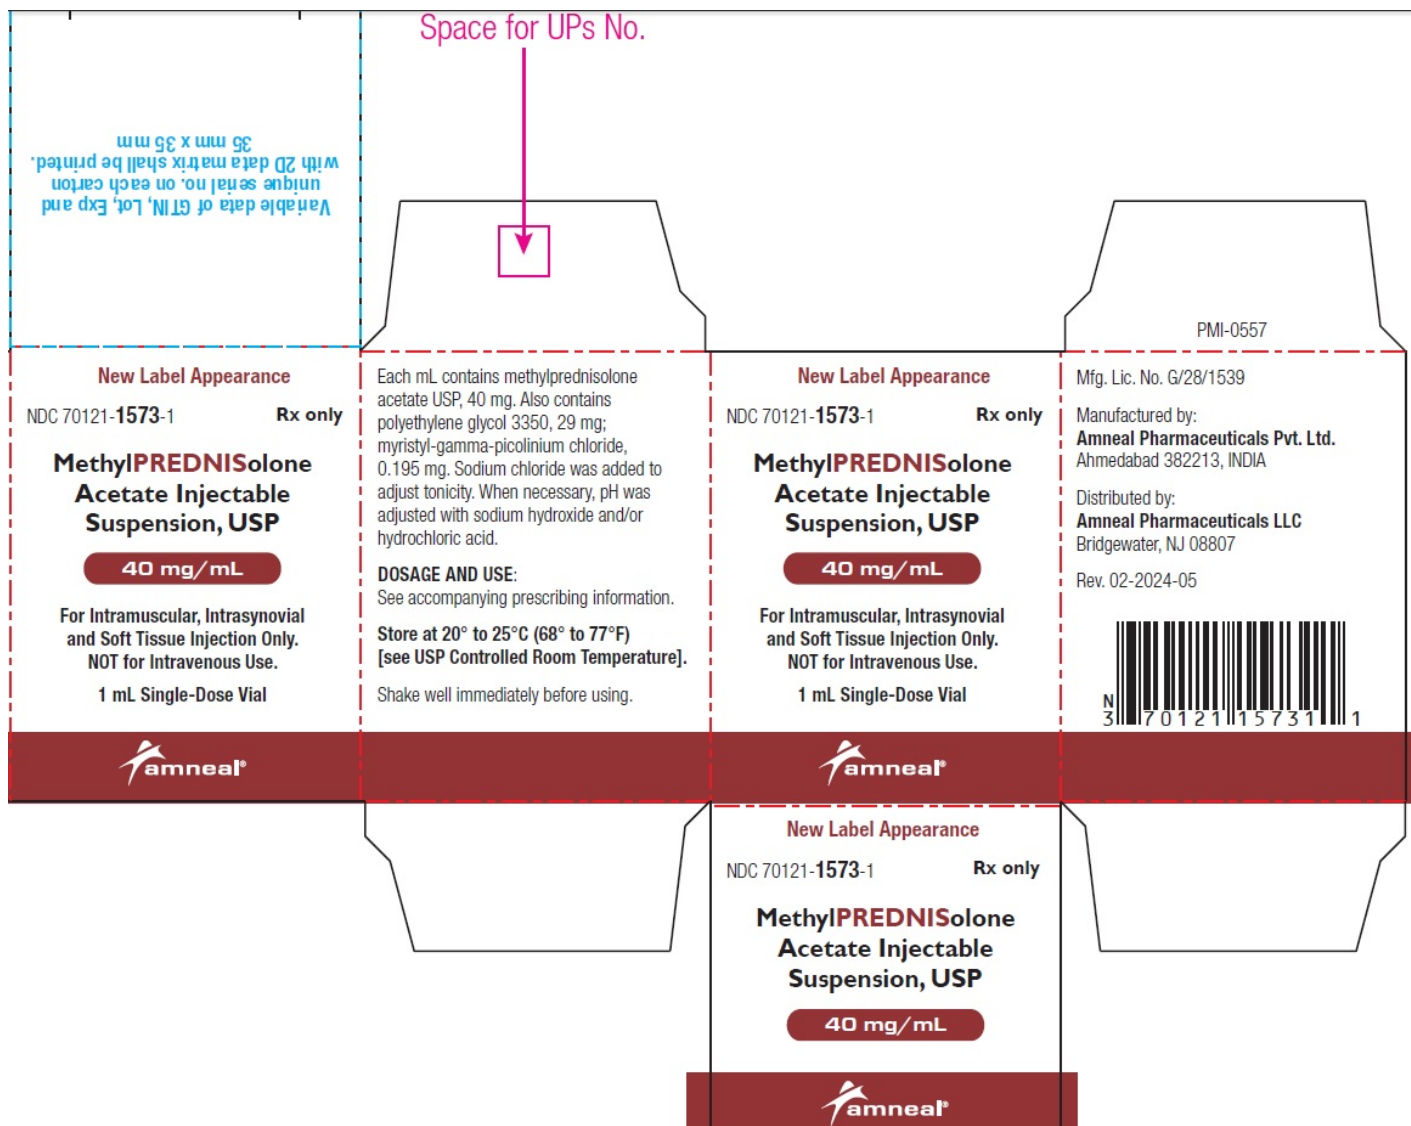 Space for UPs No.
Variable data of GTIN, Lot, Exp and
unique serial no. on each carton
with 2D data matrix shall be printed.
35 mm x 35 mm
New Label Appearance
NDC 70121-1573-1 Rx only
MethylPREDNISolone
Acetate Injectable
Suspension, USP
40 mg/mL
For Intramuscular, Intrasynovial
and Soft Tissue Injection Only.
NOT for Intravenous Use.
1 mL Single-Dose Vial
amneal®
Each mL contains methylprednisolone
acetate USP, 40 mg. Also contains
polyethylene glycol 3350, 29 mg;
myristyl-gamma-picolinium chloride,
0.195 mg. Sodium chloride was added to
adjust tonicity. When necessary, pH was
adjusted with sodium hydroxide and/or
hydrochloric acid.
DOSAGE AND USE:
See accompanying prescribing information.
Store at 20° to 25°C (68° to 77°F)
[see USP Controlled Room Temperature].
Shake well immediately before using.
New Label Appearance
NDC 70121-1573-1 Rx only
MethylPREDNISolone
Acetate Injectable
Suspension, USP
40 mg/mL
For Intramuscular, Intrasynovial
and Soft Tissue Injection Only.
NOT for Intravenous Use.
1 mL Single-Dose Vial
amneal®
PMI-0557
Mfg. Lic. No. G/28/1539
Manufactured by:
Amneal Pharmaceuticals Pvt. Ltd.
Ahmedabad 382213, INDIA
Distributed by:
Amneal Pharmaceuticals LLC
Bridgewater, NJ 08807
Rev. 02-2024-05
N
3 70121 15731 1
New Label Appearance
NDC 70121-1573-1 Rx only
MethylPREDNISolone
Acetate Injectable
Suspension, USP
40 mg/mL
amneal®